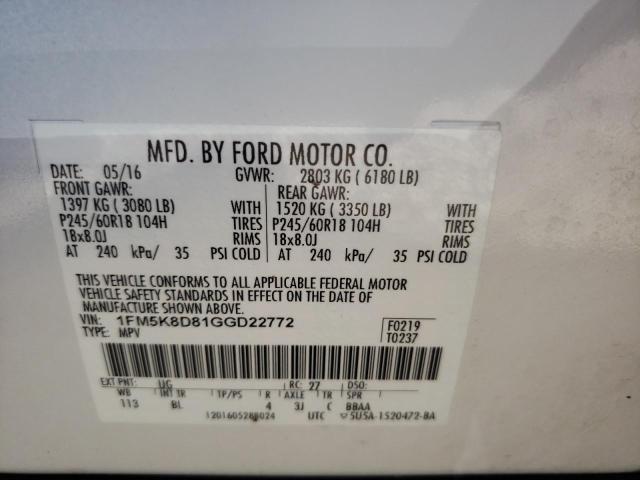 MFD. BY FORD MOTOR CO.
DATE: 05/16 GVWR: 2803 KG ( 6180 LB)
FRONT GAWR: REAR GAWR:
1397 KG ( 3080 LB) WITH 1520 KG ( 3350 LB) WITH
P245/60R18 104H TIRES P245/60R18 104H TIRES
18x8.0J RIMS 18x8.0J RIMS
AT 240 kPa/ 35 PSI COLD AT 240 kPa/ 35 PSI COLD
THIS VEHICLE CONFORMS TO ALL APPLICABLE FEDERAL MOTOR
VEHICLE SAFETY STANDARDS IN EFFECT ON THE DATE OF
MANUFACTURE SHOWN ABOVE.
VIN: 1FM5K8D81GGD22772 F0219
TYPE: MPV T0237
EXT PNT: UG RC: 27 DSO:
WB INT TR TP/PS R AXLE TR SPR
113 BL 4 3J C BBAA
UTC 5U5A-1520472-BA